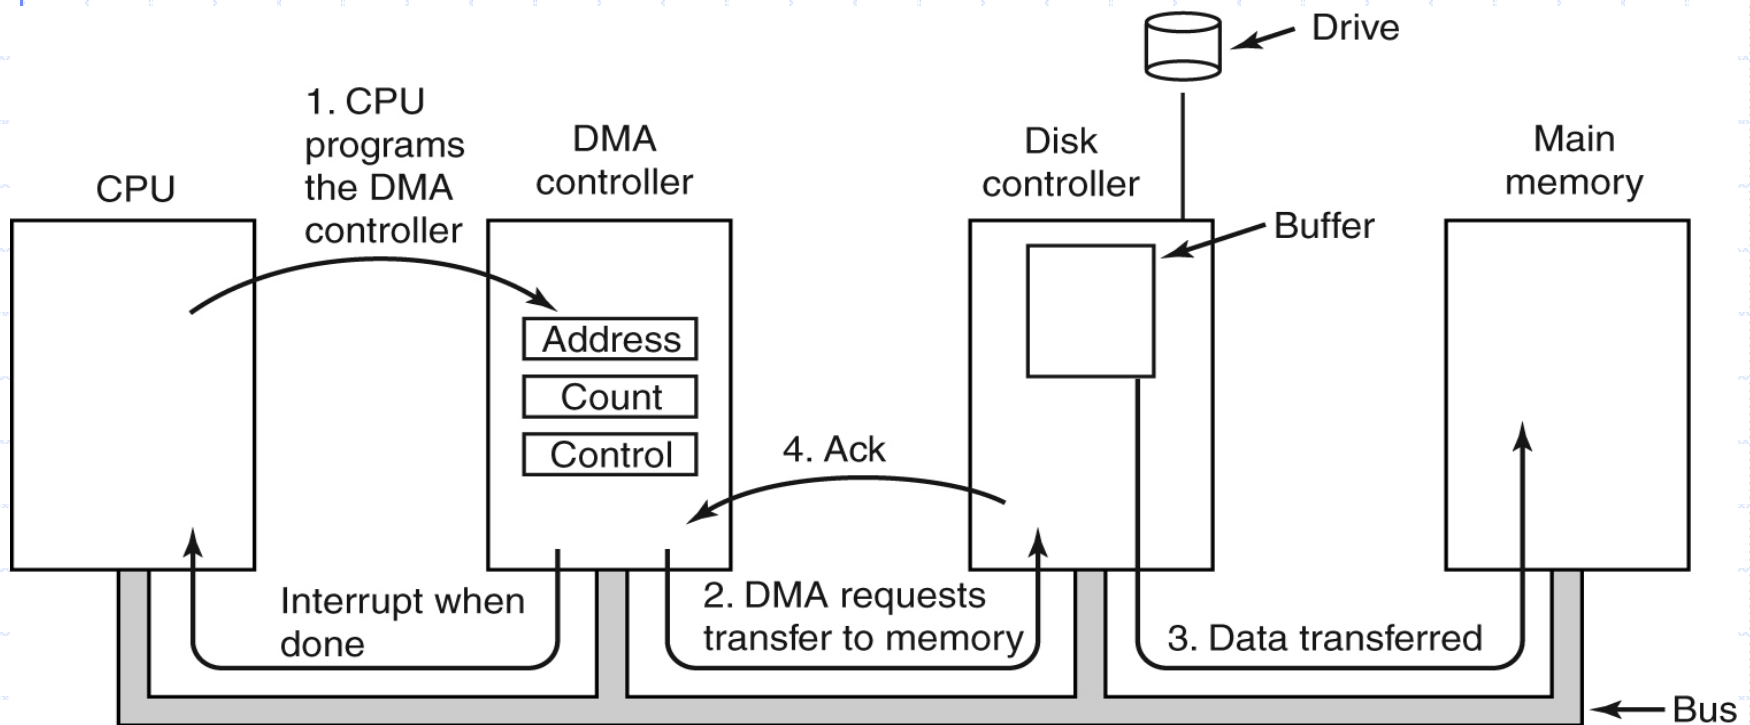 Drive
1. CPU
programs
the DMA
controller
DMA
controller
Disk
controller
Main
memory
CPU
Buffer
Address
Count
Control
4. Ack
Interrupt when
done
2. DMA requests
transfer to memory
3. Data transferred
Bus